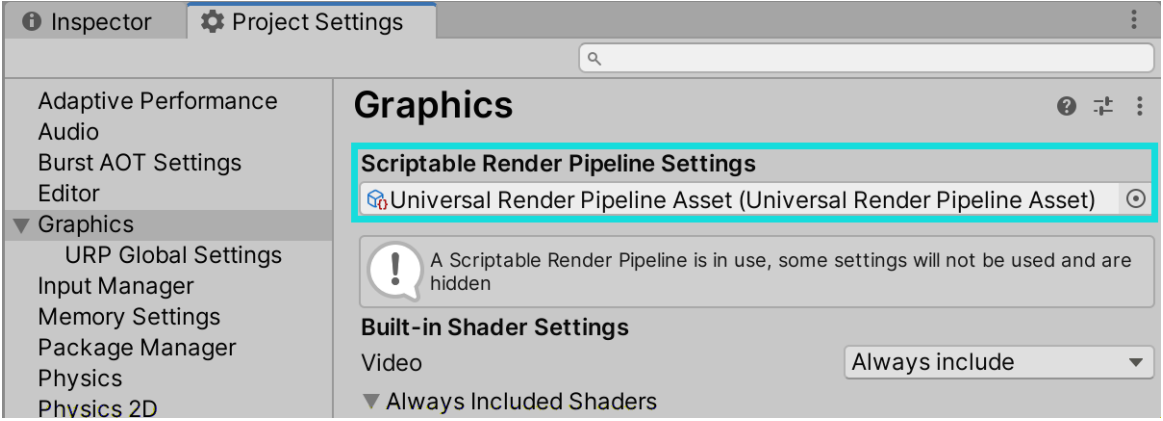 Inspector
Project Settings
Adaptive Performance
Audio
Burst AOT Settings
Editor
Graphics
URP Global Settings
Input Manager
Memory Settings
Package Manager
Physics
Physics 2D
Graphics
Scriptable Render Pipeline Settings
Universal Render Pipeline Asset (Universal Render Pipeline Asset)
A Scriptable Render Pipeline is in use, some settings will not be used and are
hidden
Built-in Shader Settings
Video Always include
Always Included Shaders